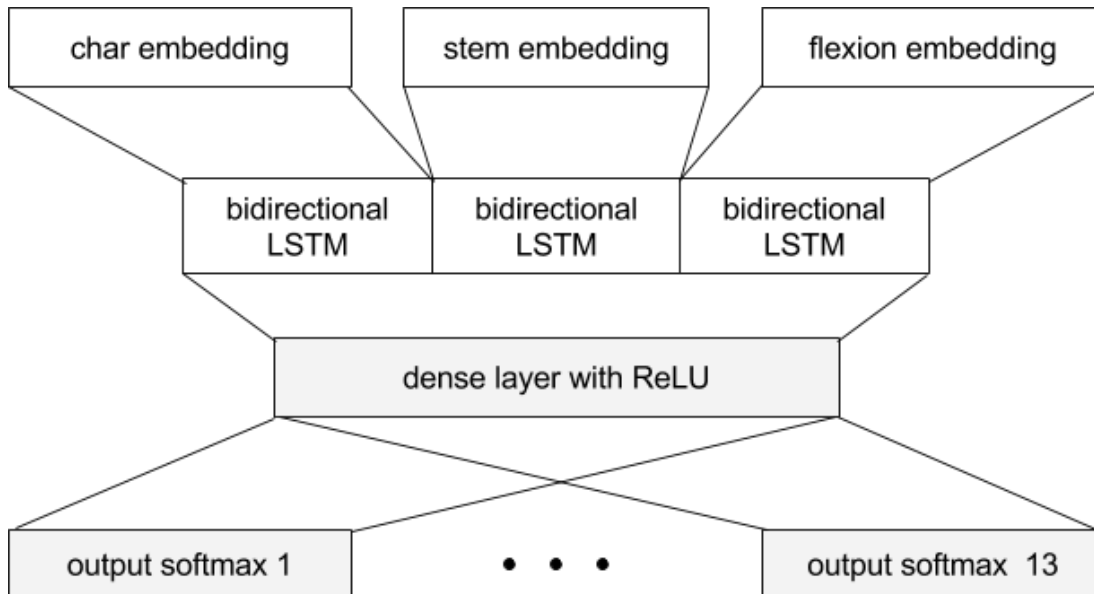 char embedding
stem embedding
flexion embedding
bidirectional
LSTM
bidirectional
LSTM
bidirectional
LSTM
dense layer with ReLU
output softmax 1
• • •
output softmax 13